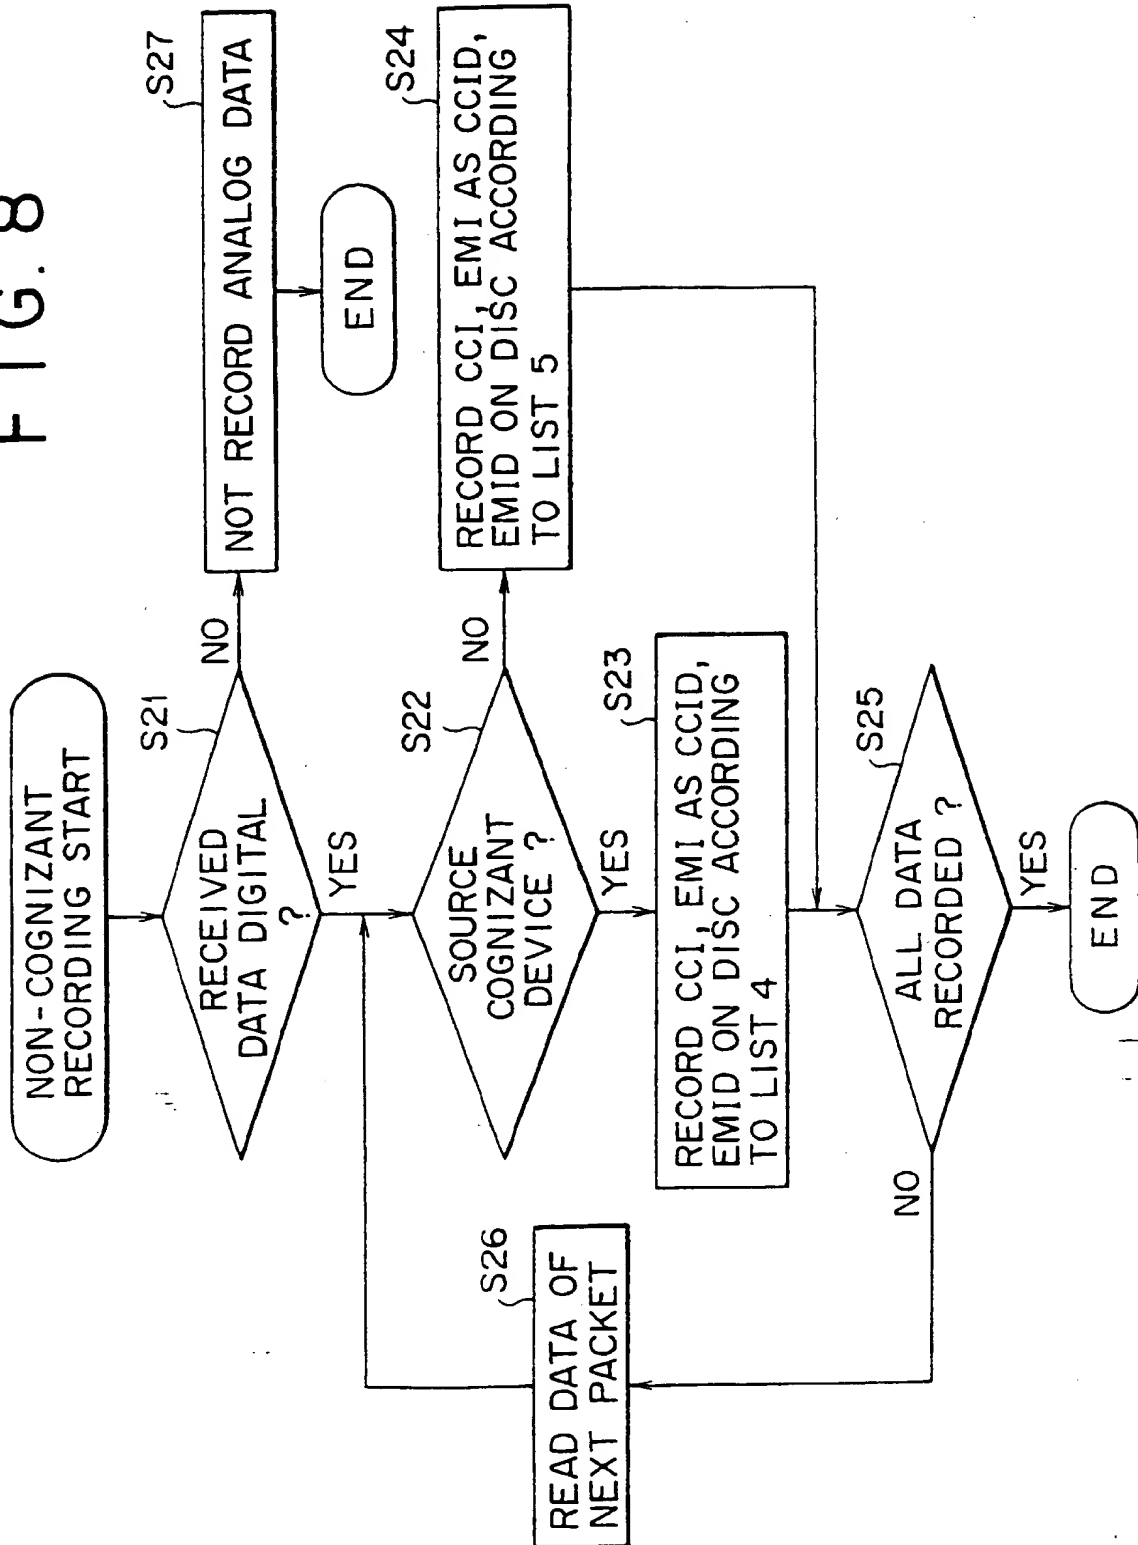 FIG. 8
NON-COGNIZANT
RECORDING START
S21
RECEIVED
DATA DIGITAL
?
NO
YES
S27
NOT RECORD ANALOG DATA
END
S22
SOURCE
COGNIZANT
DEVICE ?
NO
YES
S24
RECORD CCI, EMI AS CCID,
EMID ON DISC ACCORDING
TO LIST 5
S23
RECORD CCI, EMI AS CCID,
EMID ON DISC ACCORDING
TO LIST 4
S25
ALL DATA
RECORDED ?
NO
YES
S26
READ DATA OF
NEXT PACKET
END